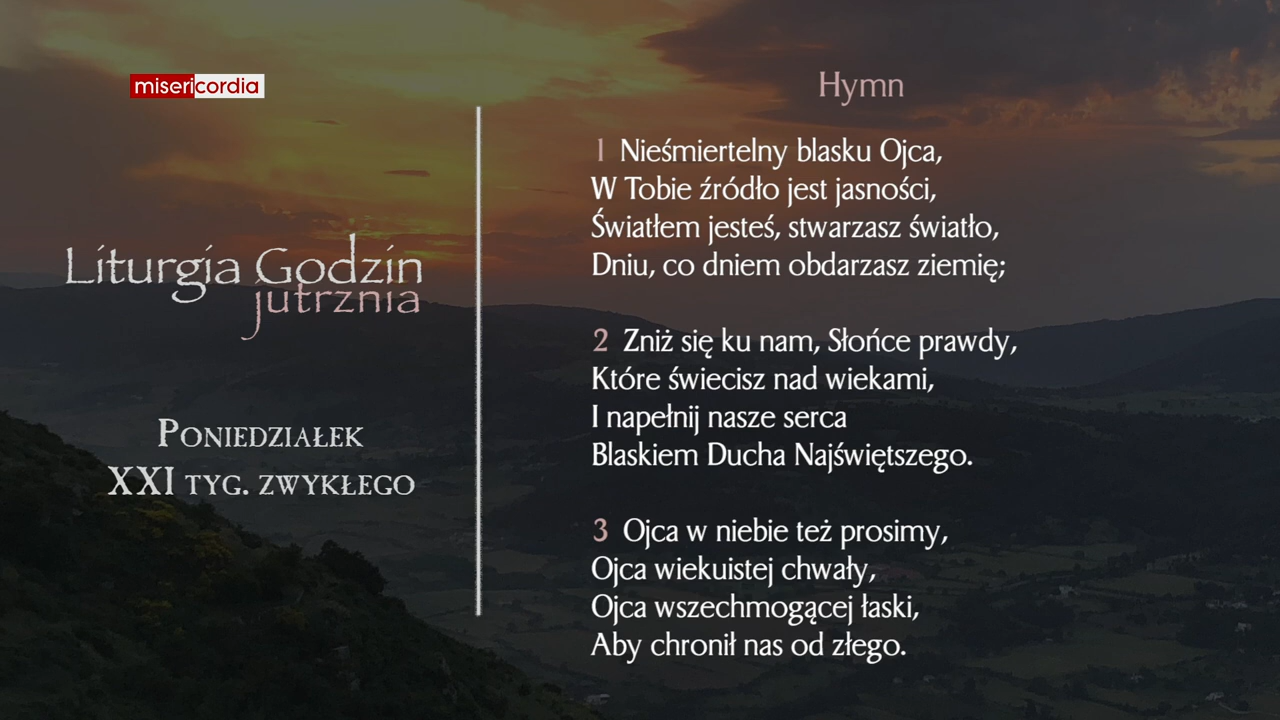 misericordia
Liturgia Godzin
jutrznia
Poniedziałek
XXI tyg. zwykłego
Hymn
1 Nieśmiertelny blasku Ojca,
W Tobie źródło jest jasności,
Światłem jesteś, stwarzasz światło,
Dniu, co dniem obdarzasz ziemię;
2 Zniż się ku nam, Słońce prawdy,
Które świecisz nad wiekami,
I napełnij nasze serca
Blaskiem Ducha Najświętszego.
3 Ojca w niebie też prosimy,
Ojca wiekuistej chwały,
Ojca wszechmogącej łaski,
Aby chronił nas od złego.